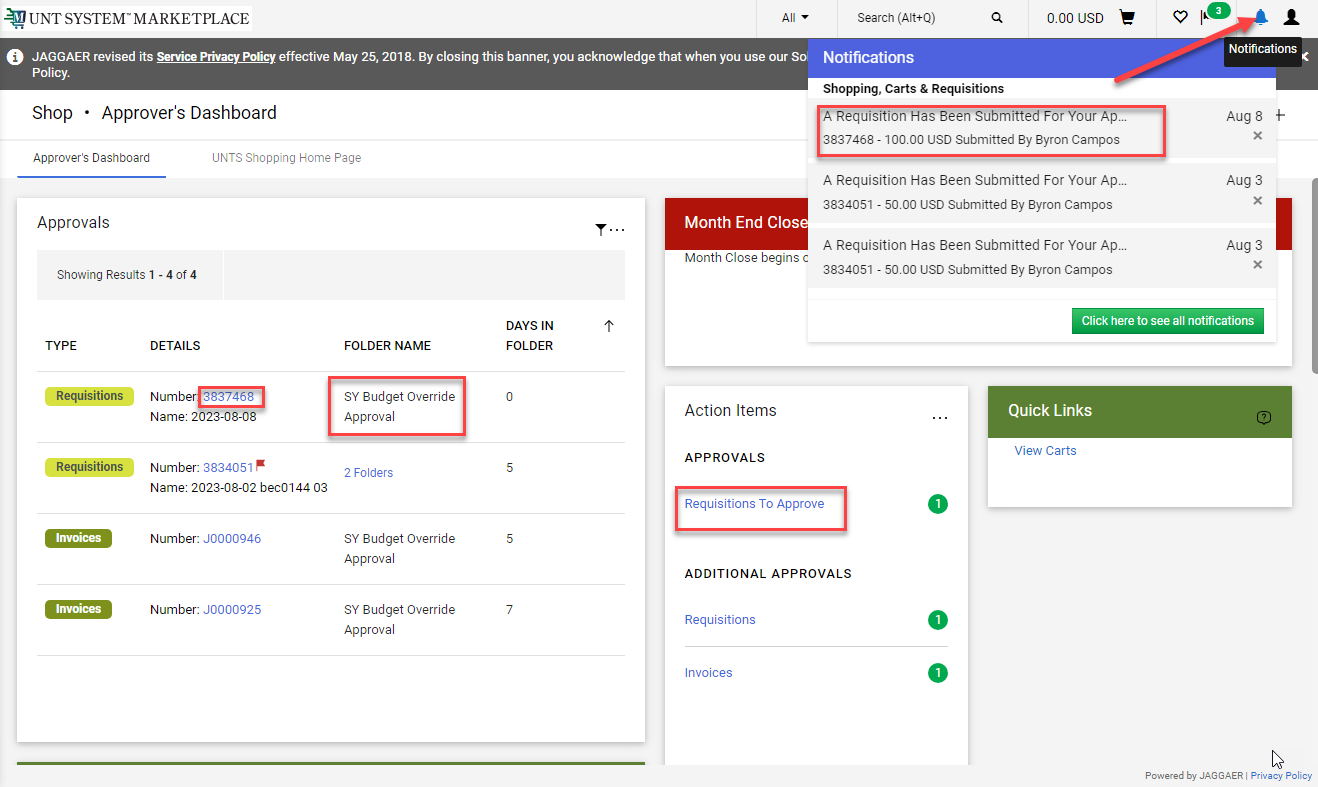 UNT SYSTEM™ MARKETPLACE
All
Search (Alt+Q)
0.00 USD
3
JAGGAER revised its Service Privacy Policy effective May 25, 2018. By closing this banner, you acknowledge that when you use our Sol
Policy.
Notifications
Notifications
Shopping, Carts & Requisitions
A Requisition Has Been Submitted For Your Ap...
Aug 8
3837468 - 100.00 USD Submitted By Byron Campos
A Requisition Has Been Submitted For Your Ap...
Aug 3
3834051 - 50.00 USD Submitted By Byron Campos
A Requisition Has Been Submitted For Your Ap...
Aug 3
3834051 - 50.00 USD Submitted By Byron Campos
Click here to see all notifications
Shop • Approver's Dashboard
Approver's Dashboard
UNTS Shopping Home Page
Approvals
Showing Results 1 - 4 of 4
TYPE
DETAILS
FOLDER NAME
DAYS IN
FOLDER
Requisitions
Number: 3837468
Name: 2023-08-08
SY Budget Override
Approval
0
Requisitions
Number: 3834051
Name: 2023-08-02 bec0144 03
2 Folders
5
Invoices
Number: J0000946
SY Budget Override
Approval
5
Invoices
Number: J0000925
SY Budget Override
Approval
7
Month End Close
Month Close begins
Action Items
APPROVALS
Requisitions To Approve
1
ADDITIONAL APPROVALS
Requisitions
1
Invoices
1
Quick Links
View Carts
Powered by JAGGAER | Privacy Policy